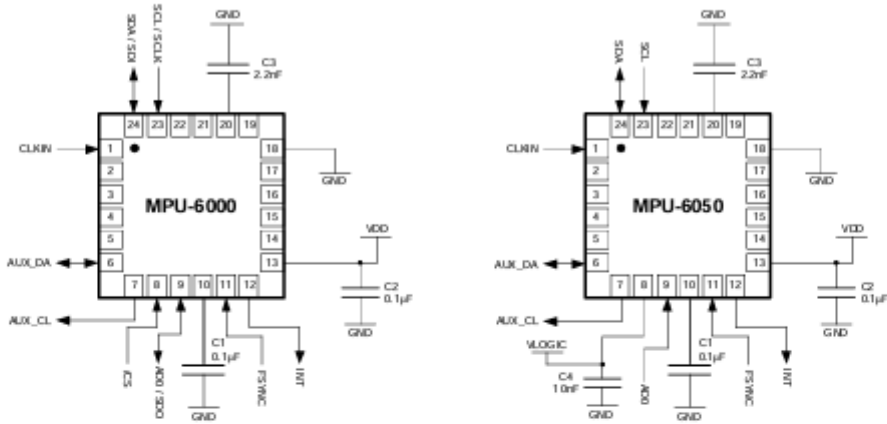 GND
SDA / SDI
SCL / SCLK
C3
2.2nF
24 23 22 21 20 19
CLKIN
1
2
3
4
5
6
18
17
16
15
14
13
GND
MPU-6000
VDD
AUX_DA
7 8 9 10 11 12
C2
0.1µF
GND
AUX_CL
/CS
AD0 / SDO
C1
0.1µF
GND
FSYNC
INT
GND
SDA
SCL
C3
2.2nF
24 23 22 21 20 19
CLKIN
1
2
3
4
5
6
18
17
16
15
14
13
GND
MPU-6050
VDD
AUX_DA
7 8 9 10 11 12
C2
0.1µF
GND
AUX_CL
VLOGIC
C4
10nF
GND
AD0
C1
0.1µF
GND
FSYNC
INT